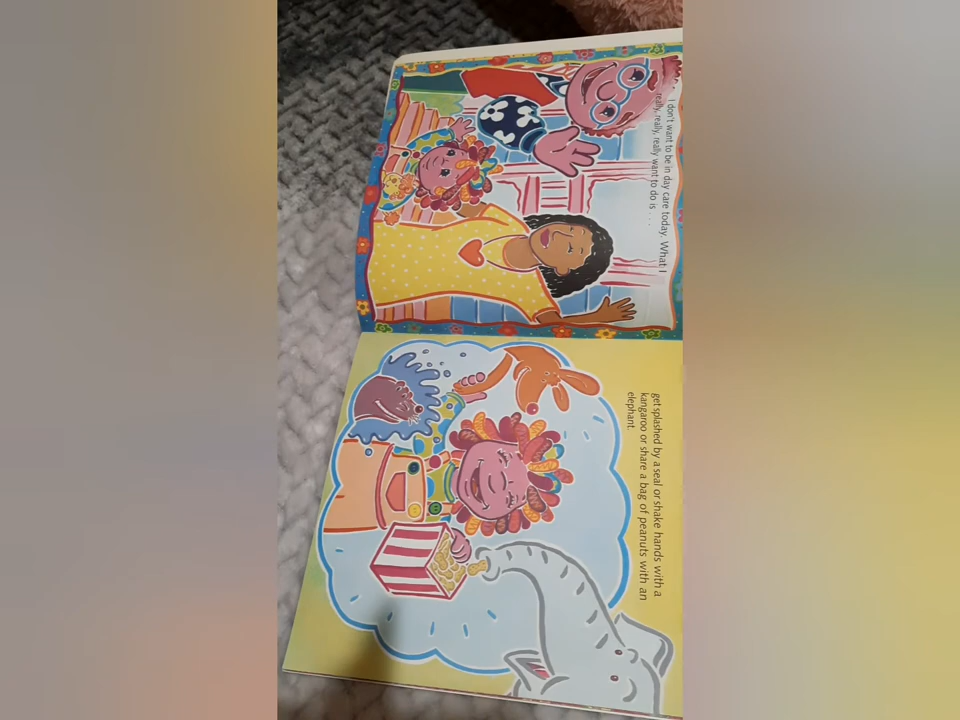 I don't want to be in day care today. What I
really, really, really want to do is . . .
get splashed by a seal or shake hands with a
kangaroo or share a bag of peanuts with an
elephant.